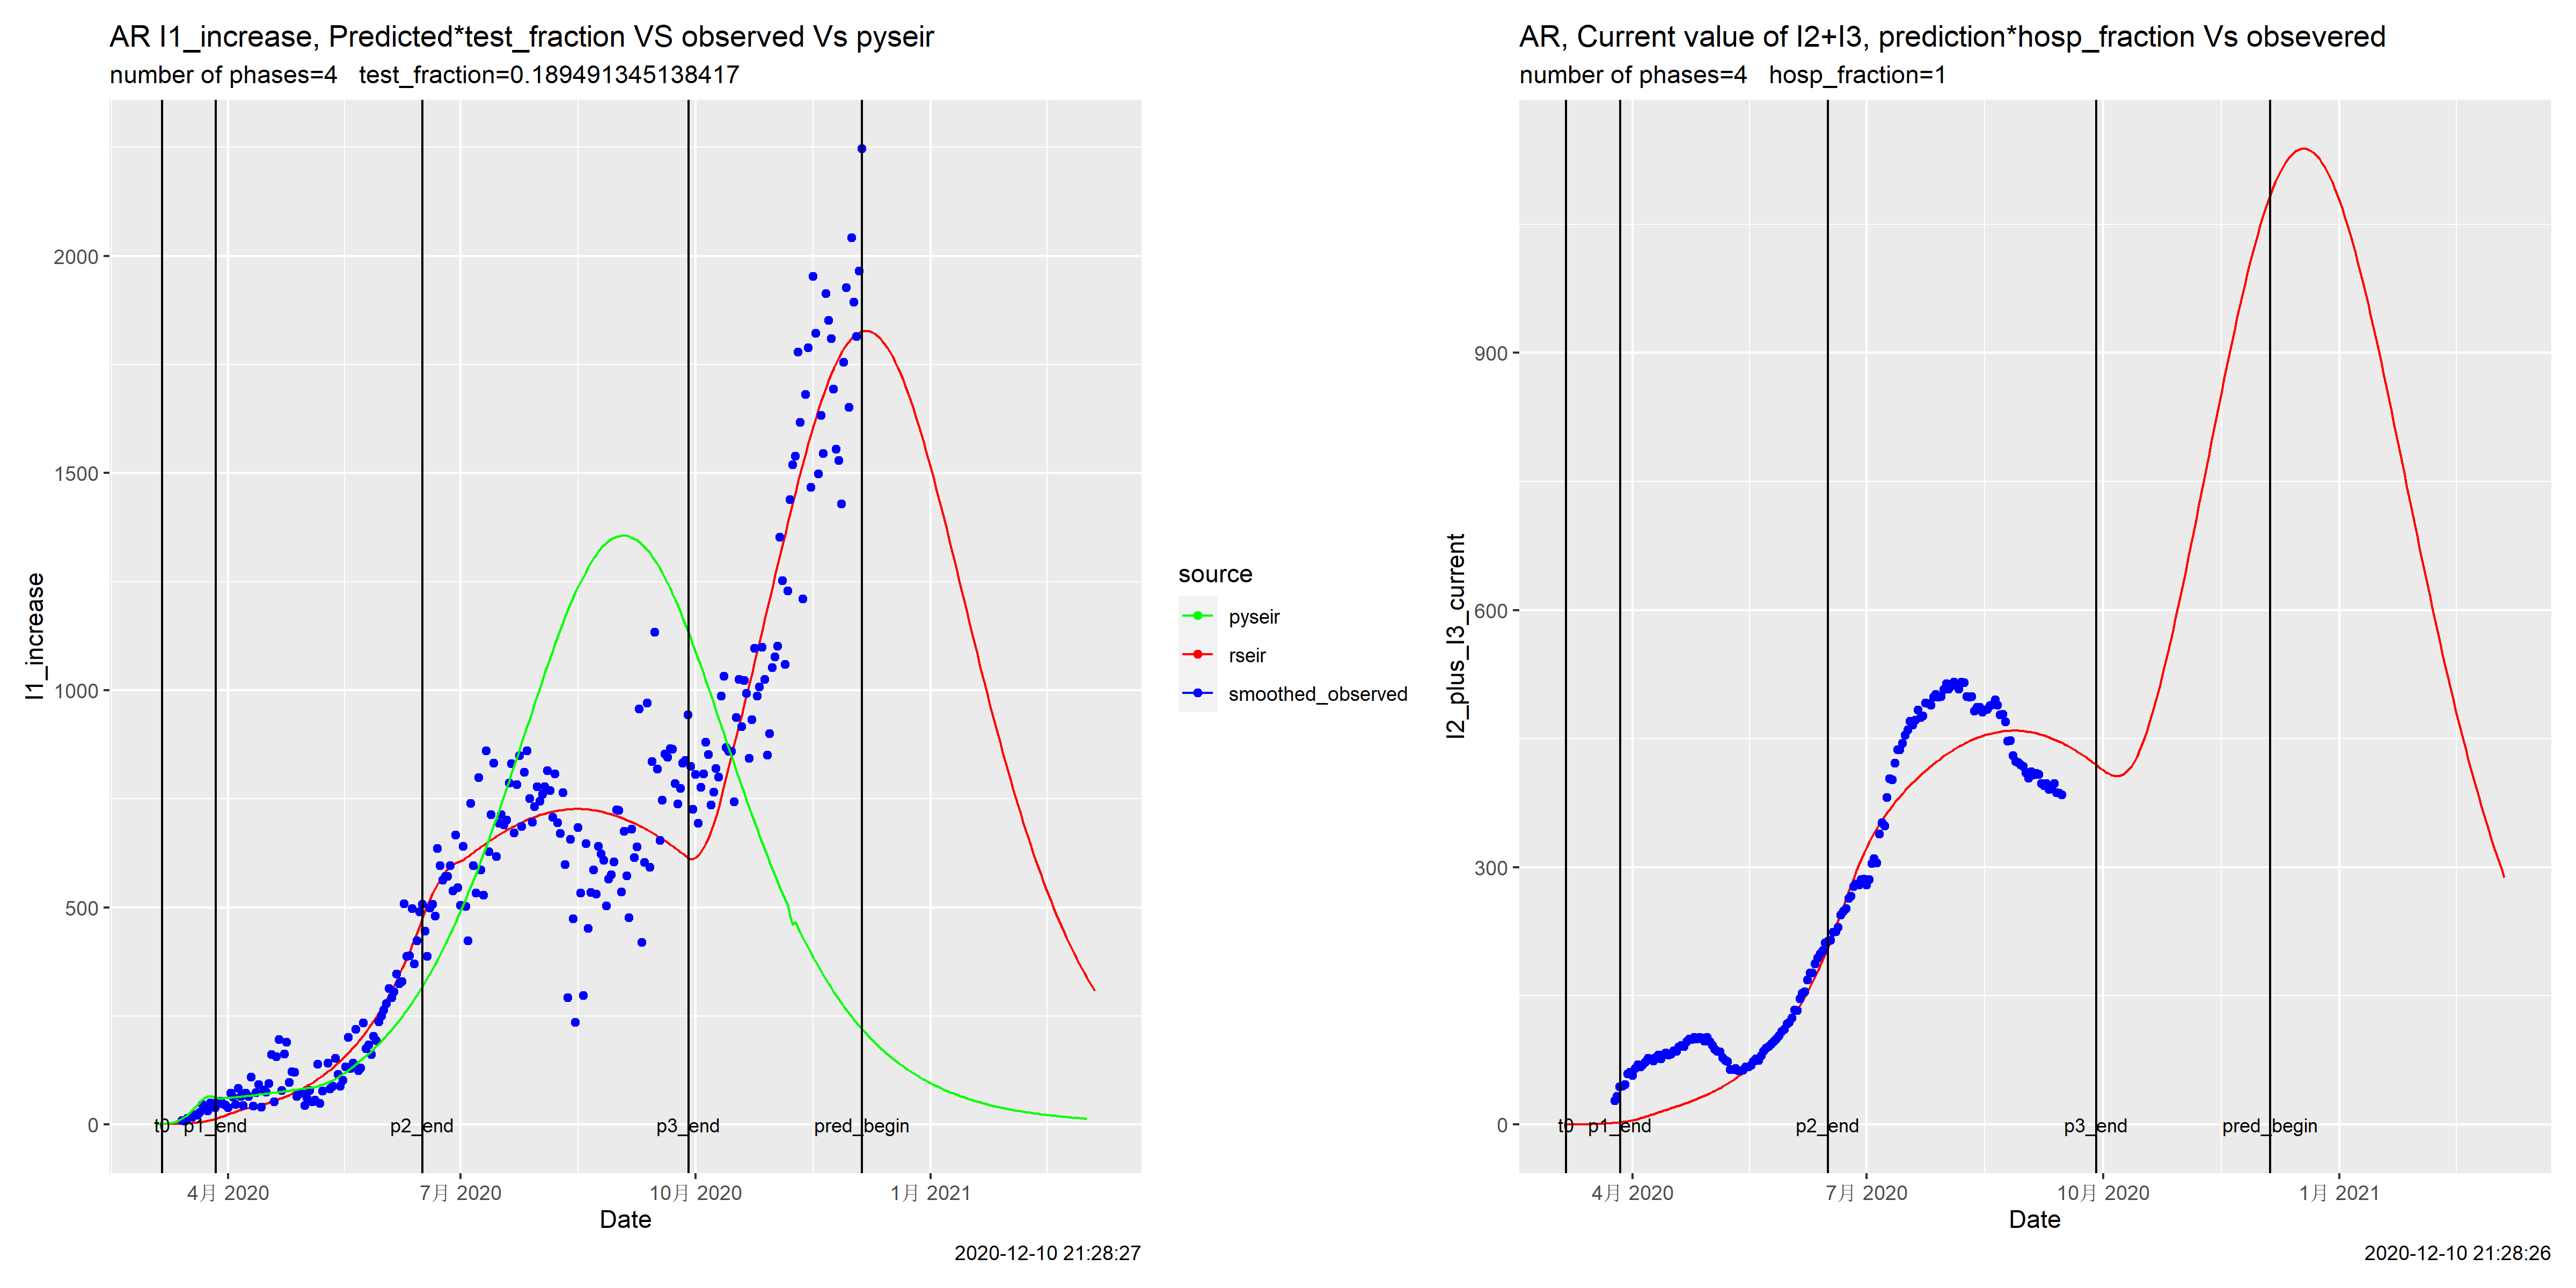 AR I1_increase, Predicted*test_fraction VS observed Vs pyseir
number of phases=4 test_fraction=0.189491345138417
I1_increase
2000
1500
1000
500
0
t0 p1_end p2_end p3_end pred_begin
4月 2020 7月 2020 10月 2020 1月 2021
Date
2020-12-10 21:28:27
source
pyseir
rseir
smoothed_observed
AR, Current value of I2+I3, prediction*hosp_fraction Vs obsevered
number of phases=4 hosp_fraction=1
I2_plus_I3_current
900
600
300
0
t0 p1_end p2_end p3_end pred_begin
4月 2020 7月 2020 10月 2020 1月 2021
Date
2020-12-10 21:28:26